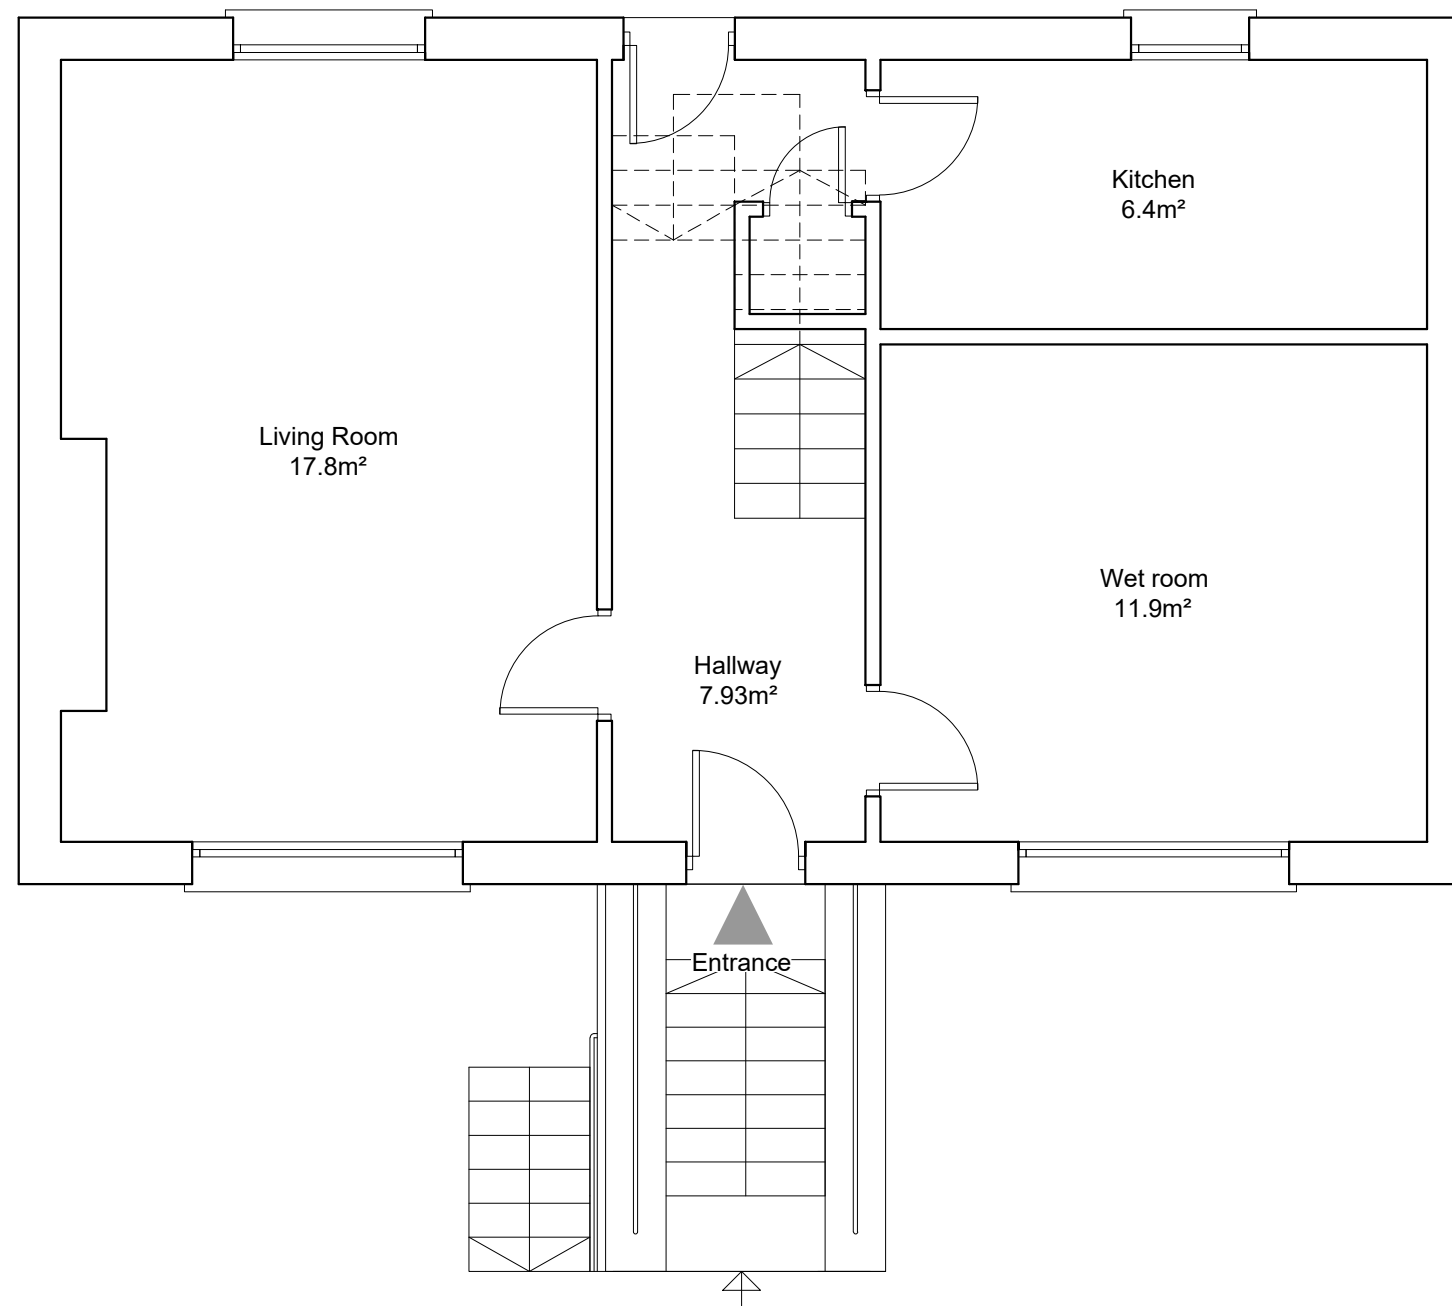 Kitchen
6.4m²
Living Room
17.8m²
Wet room
11.9m²
Hallway
7.93m²
Entrance